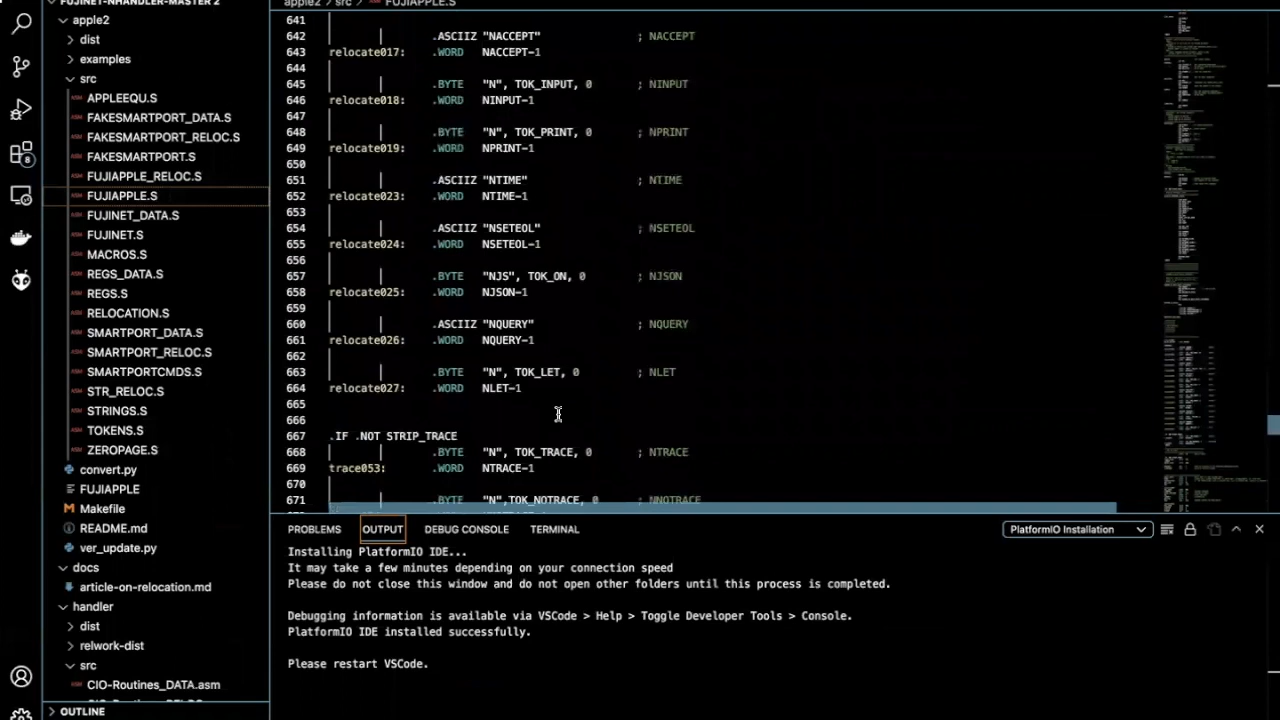 FUJINET-NHANDLER-MASTER 2
apple2
dist
examples
src
APPLEEQU.S
FAKESMARTPORT_DATA.S
FAKESMARTPORT_RELOC.S
FAKESMARTPORT.S
FUJIAPPLE_RELOC.S
FUJIAPPLE.S
FUJINET_DATA.S
FUJINET.S
MACROS.S
REGS_DATA.S
REGS.S
RELOCATION.S
SMARTPORT_DATA.S
SMARTPORT_RELOC.S
SMARTPORTCMDS.S
STR_RELOC.S
STRINGS.S
TOKENS.S
ZEROPAGE.S
convert.py
FUJIAPPLE
Makefile
README.md
ver_update.py
docs
article-on-relocation.md
handler
dist
relwork-dist
src
CIO-Routines_DATA.asm
OUTLINE
8
apple2 > src > FUJIAPPLE.S
641
642 .ASCIIZ "NACCEPT" ; NACCEPT
643 relocate017: .WORD NACCEPT-1
644
645 .BYTE "N", TOK_INPUT, 0 ; NINPUT
646 relocate018: .WORD NINPUT-1
647
648 .BYTE "N", TOK_PRINT, 0 ; NPRINT
649 relocate019: .WORD NPRINT-1
650
651 .ASCIIZ "NTIME" ; NTIME
652 relocate023: .WORD NTIME-1
653
654 .ASCIIZ "NSETEOL" ; NSETEOL
655 relocate024: .WORD NSETEOL-1
656
657 .BYTE "NJS", TOK_ON, 0 ; NJSON
658 relocate025: .WORD NJSON-1
659
660 .ASCIIZ "NQUERY" ; NQUERY
661 relocate026: .WORD NQUERY-1
662
663 .BYTE "N", TOK_LET, 0 ; NLET
664 relocate027: .WORD NLET-1
665
666
667 .IF .NOT STRIP_TRACE
668 .BYTE "N", TOK_TRACE, 0 ; NTRACE
669 trace053: .WORD NTRACE-1
670
671 .BYTE "N",TOK_NOTRACE, 0 ; NNOTRACE
PROBLEMS OUTPUT DEBUG CONSOLE TERMINAL PlatformIO Installation
Installing PlatformIO IDE...
It may take a few minutes depending on your connection speed
Please do not close this window and do not open other folders until this process is completed.
Debugging information is available via VSCode > Help > Toggle Developer Tools > Console.
PlatformIO IDE installed successfully.
Please restart VSCode.